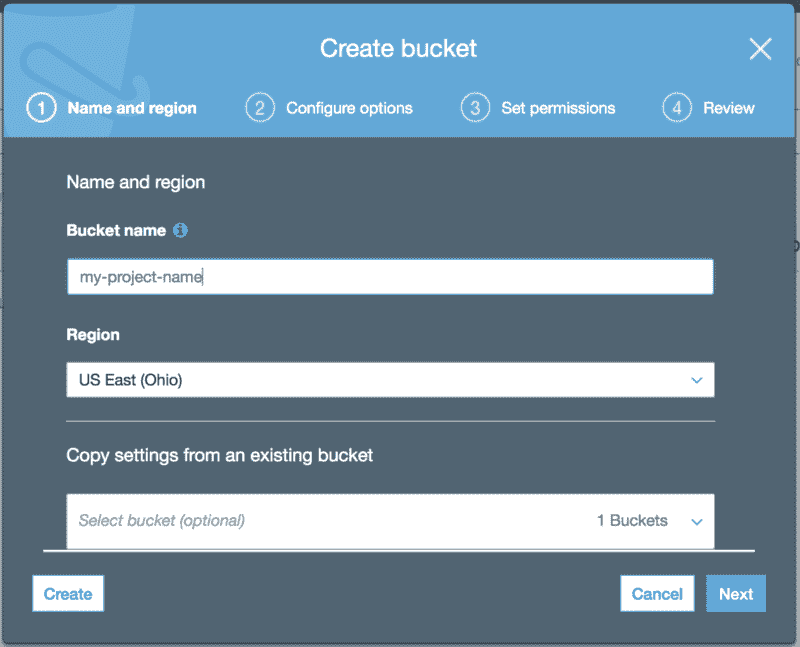 Create bucket
1 Name and region 2 Configure options 3 Set permissions 4 Review
Name and region
Bucket name i
my-project-name
Region
US East (Ohio)
Copy settings from an existing bucket
Select bucket (optional) 1 Buckets
Create Cancel Next